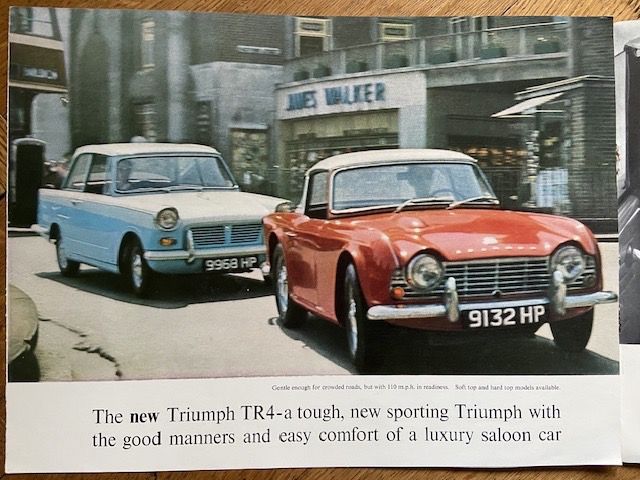 JAMES WALKER
9968 HP
TRIUMPH
9132 HP
Gentle enough for crowded roads, but with 110 m.p.h. in readiness. Soft top and hard top models available.
The new Triumph TR4-a tough, new sporting Triumph with
the good manners and easy comfort of a luxury saloon car